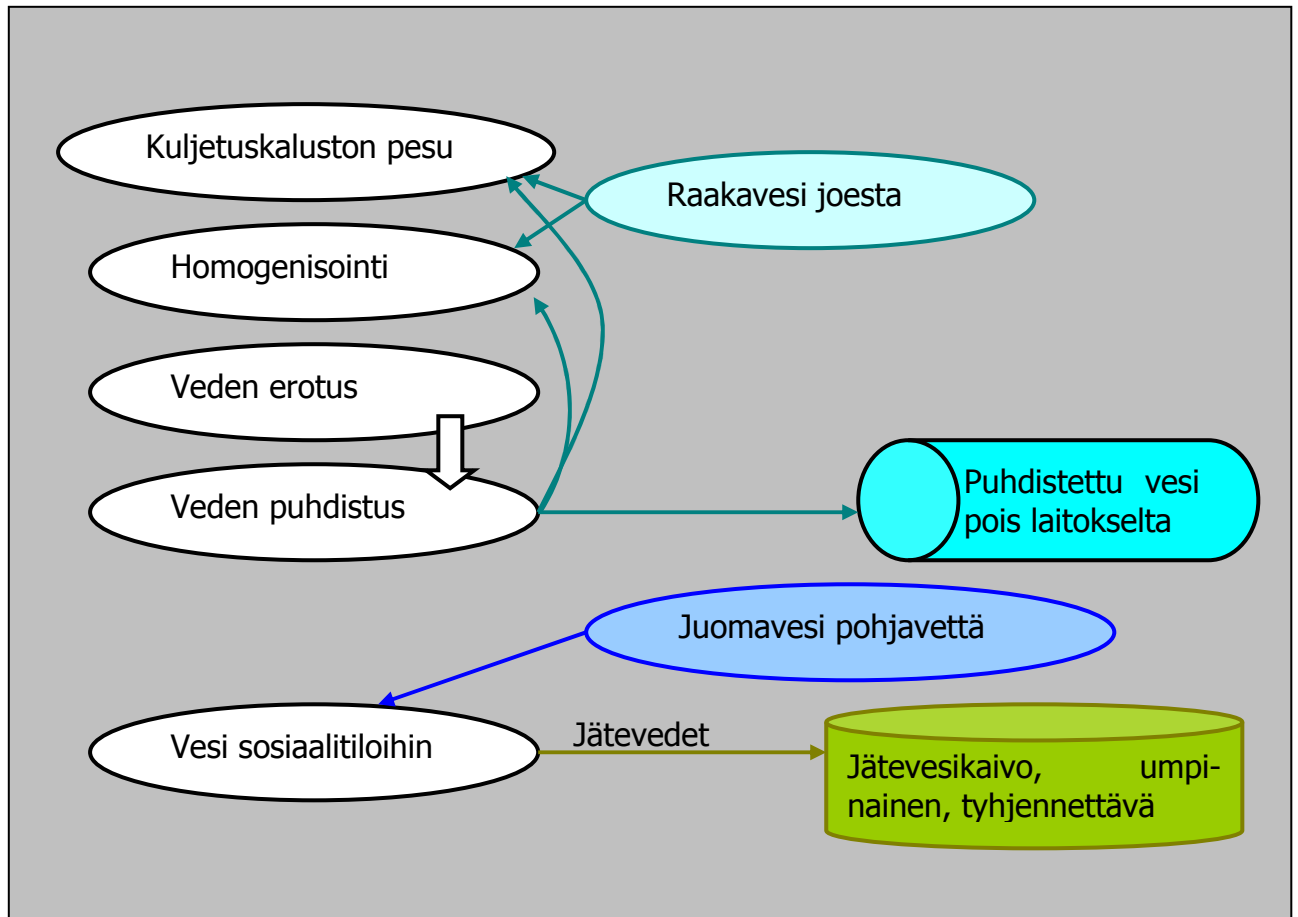 Kuljetuskaluston pesu
Raakavesi joesta
Homogenisointi
Veden erotus
Veden puhdistus
Puhdistettu vesi
pois laitokselta
Juomavesi pohjavettä
Vesi sosiaalitiloihin
Jätevedet
Jätevesikaivo, umpi-
nainen, tyhjennettävä